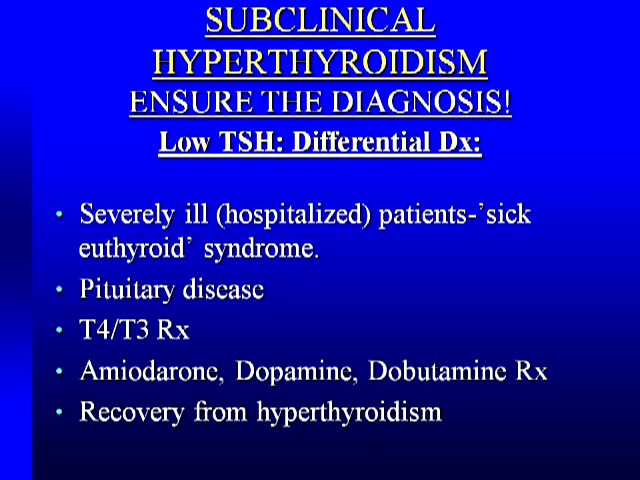 SUBCLINICAL
HYPERTHYROIDISM
ENSURE THE DIAGNOSIS!
Low TSH: Differential Dx:
• Severely ill (hospitalized) patients-’sick
euthyroid’ syndrome.
• Pituitary disease
• T4/T3 Rx
• Amiodarone, Dopamine, Dobutamine Rx
• Recovery from hyperthyroidism